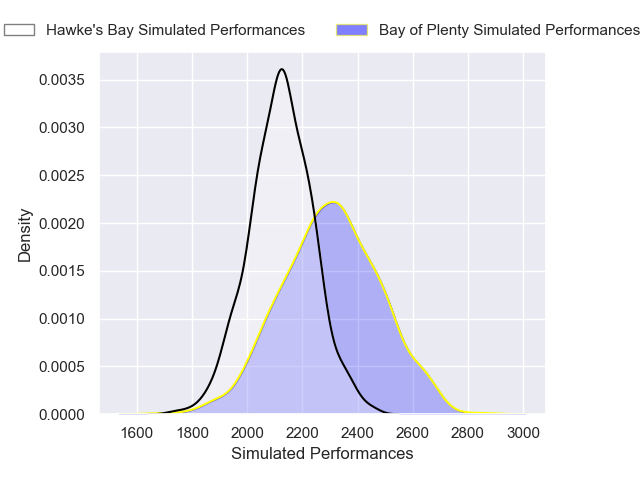 Hawke's Bay Simulated Performances Bay of Plenty Simulated Performances
0.0035
0.0030
0.0025
0.0020
0.0015
0.0010
0.0005
0.0000
Density
1600 1800 2000 2200 2400 2600 2800 3000
Simulated Performances